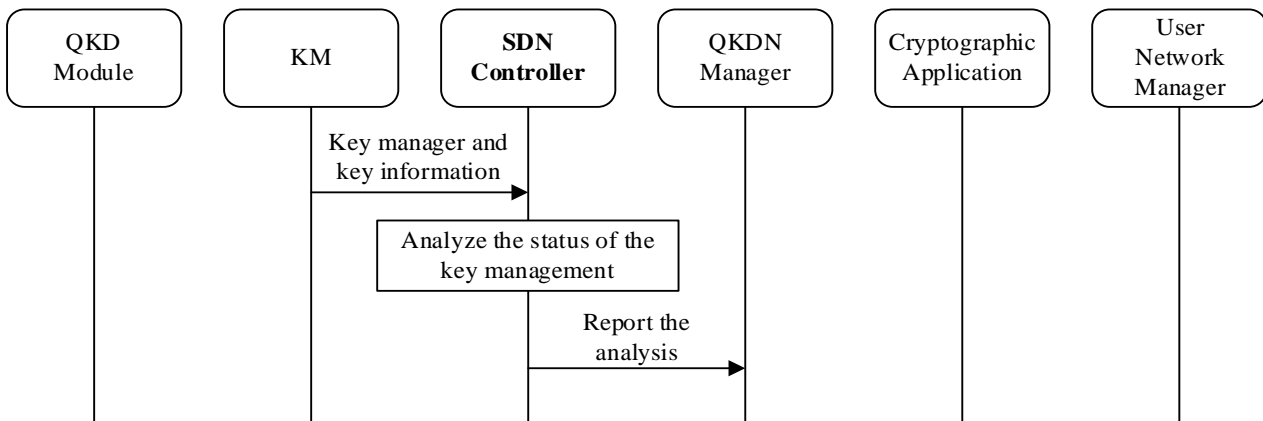 QKD
Module
KM
SDN
Controller
QKDN
Manager
Cryptographic
Application
User
Network
Manager
Key manager and
key information
Analyze the status of the
key management
Report the
analysis